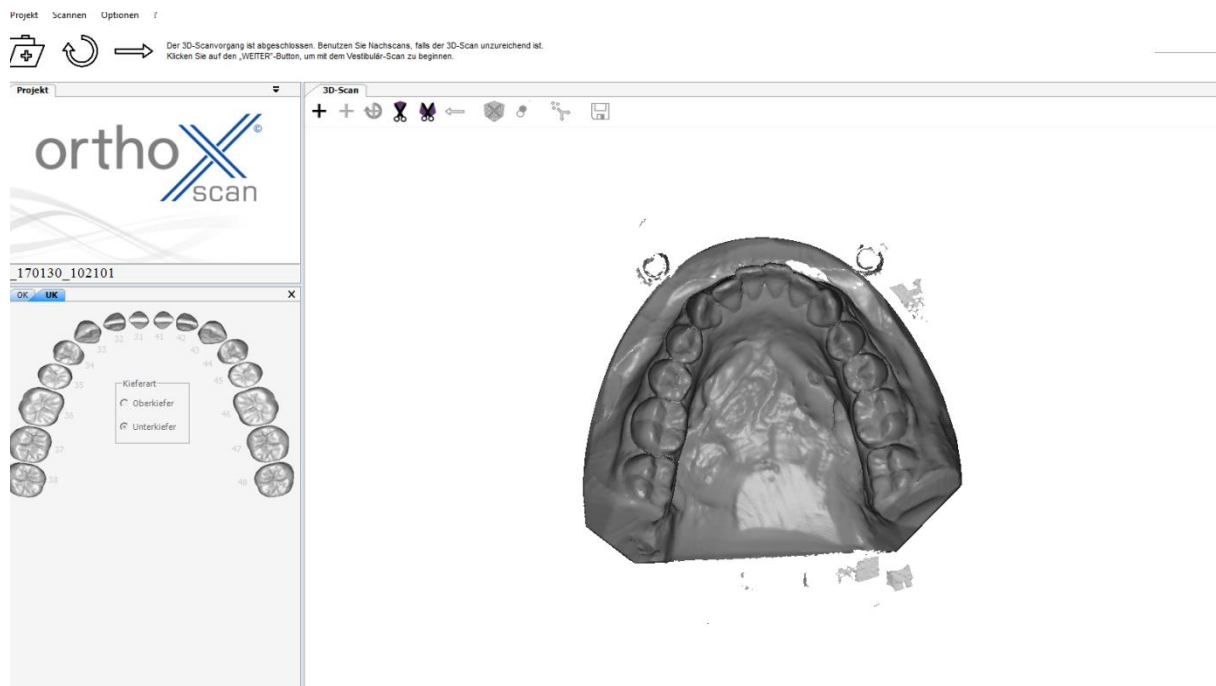 Projekt Scannen Optionen ?
Der 3D-Scanvorgang ist abgeschlossen. Benutzen Sie Nachscans, falls der 3D-Scan unzureichend ist.
Klicken Sie auf den „WEITER"-Button, um mit dem Vestibulär-Scan zu beginnen.
Projekt
3D-Scan
ortho X ©
scan
_170130_102101
OK UK X
32 31 41 42
33 43
34 44
35 45
Kieferart
Oberkiefer
36 46
Unterkiefer
37 47
38 48